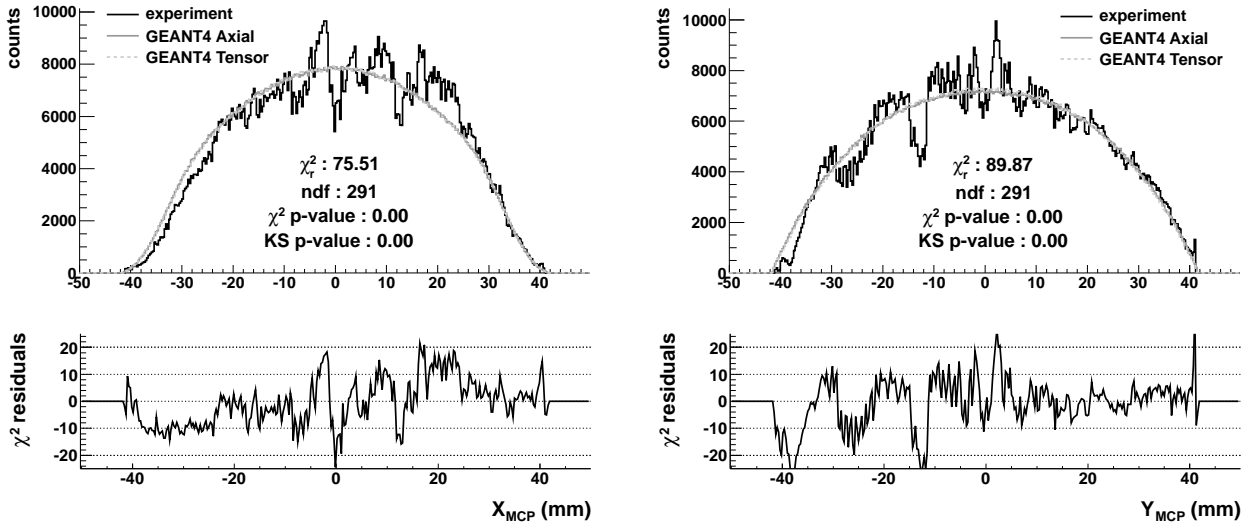 counts
10000
8000
6000
4000
2000
0
experiment
GEANT4 Axial
GEANT4 Tensor
χ²ᵣ : 75.51
ndf : 291
χ² p-value : 0.00
KS p-value : 0.00
-50 -40 -30 -20 -10 0 10 20 30 40
χ² residuals
20
10
0
-10
-20
-40 -20 0 20 40
X_MCP (mm)
counts
10000
8000
6000
4000
2000
0
experiment
GEANT4 Axial
GEANT4 Tensor
χ²ᵣ : 89.87
ndf : 291
χ² p-value : 0.00
KS p-value : 0.00
-50 -40 -30 -20 -10 0 10 20 30 40
χ² residuals
20
10
0
-10
-20
-40 -20 0 20 40
Y_MCP (mm)